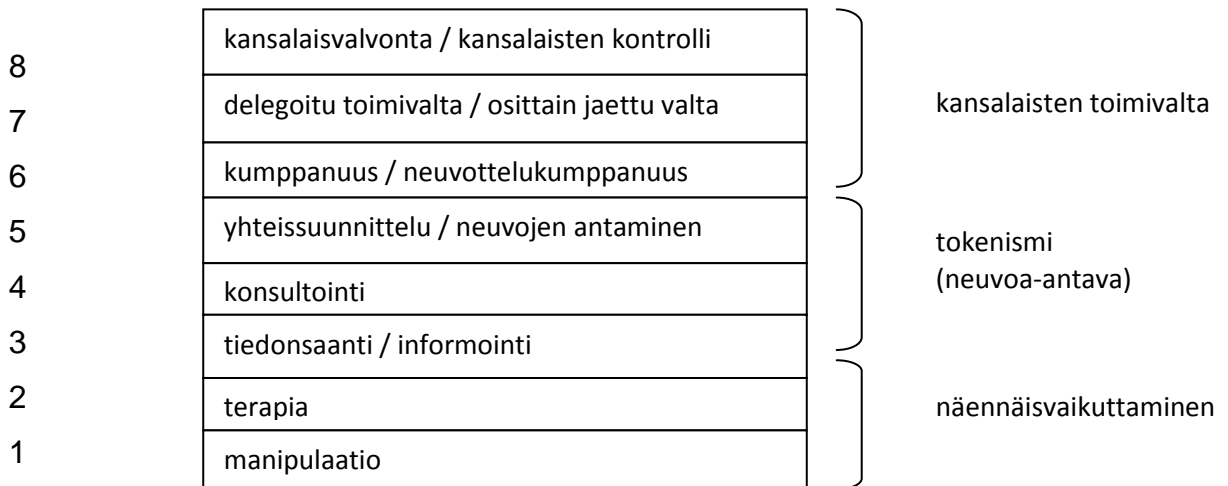 8 kansalaisvalvonta / kansalaisten kontrolli
7 delegoitu toimivalta / osittain jaettu valta kansalaisten toimivalta
6 kumppanuus / neuvottelukumppanuus
5 yhteissuunnittelu / neuvojen antaminen tokenismi
(neuvoa-antava)
4 konsultointi
3 tiedonsaanti / informointi
2 terapia näennäisvaikuttaminen
1 manipulaatio